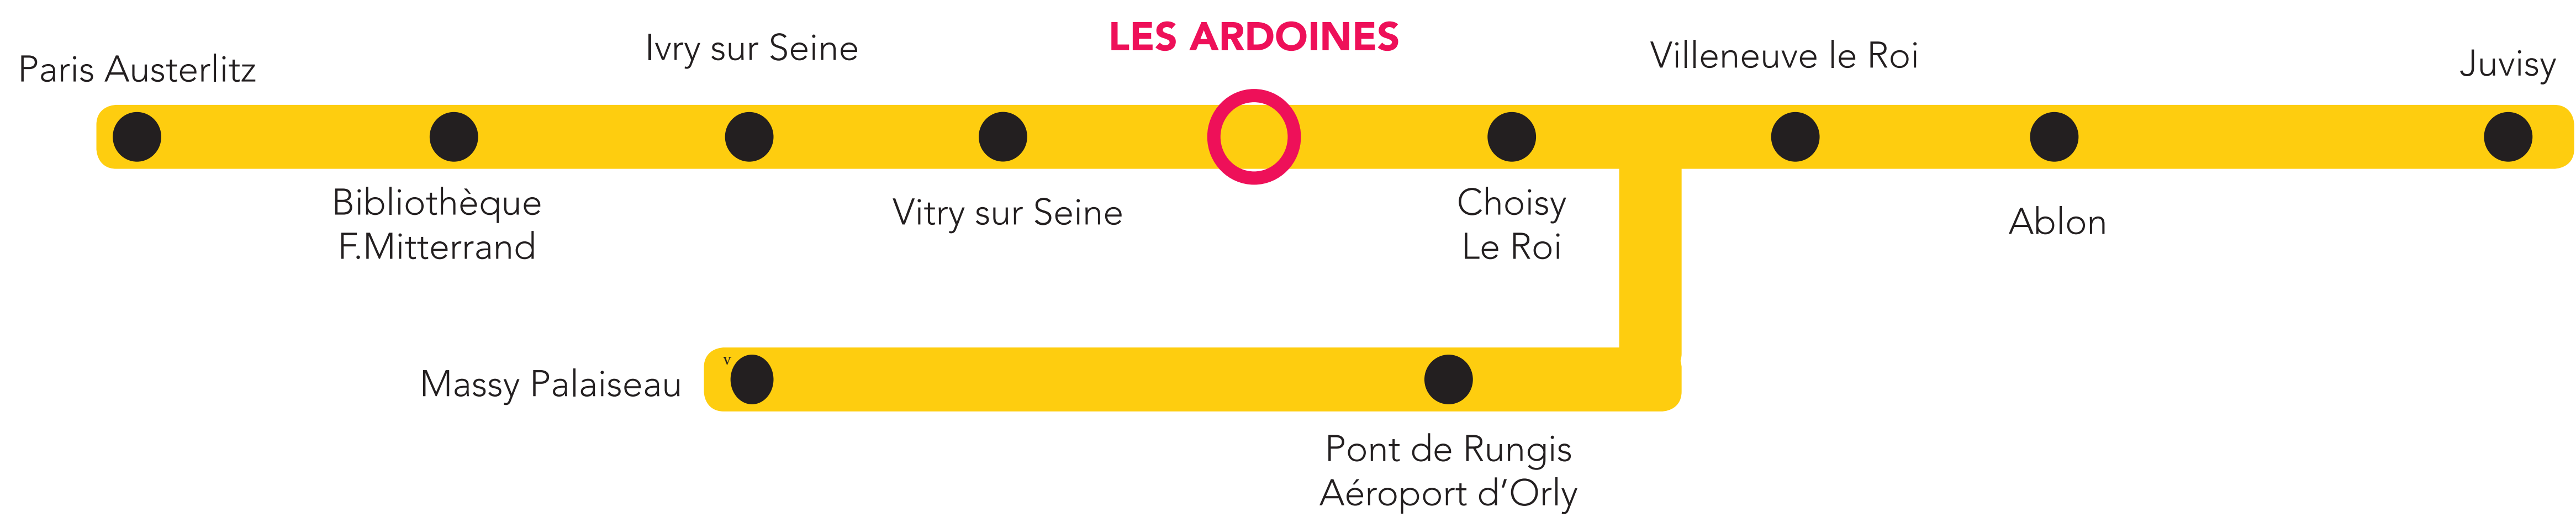 Paris Austerlitz
Ivry sur Seine
LES ARDOINES
Villeneuve le Roi
Juvisy
Bibliothèque
F.Mitterrand
Vitry sur Seine
Choisy
Le Roi
Ablon
v
Massy Palaiseau
Pont de Rungis
Aéroport d’Orly